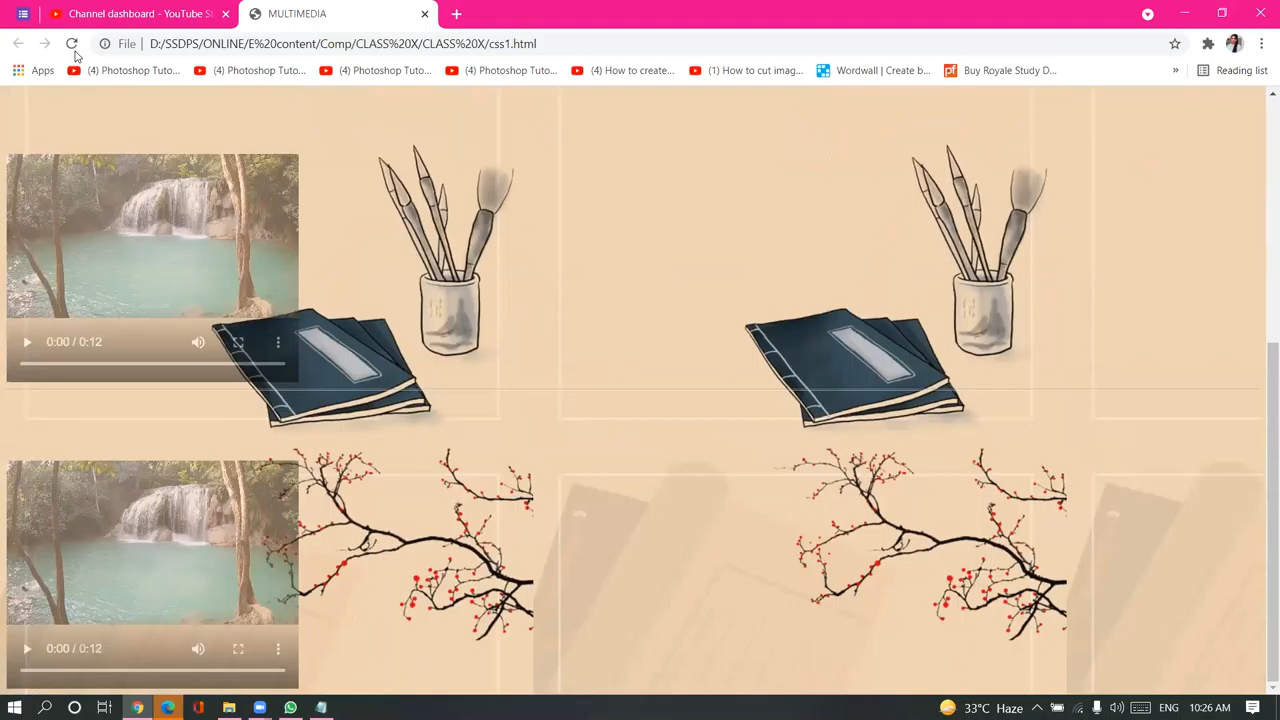 Channel dashboard - YouTube St
MULTIMEDIA
File
D:/SSDPS/ONLINE/E%20content/Comp/CLASS%20X/CLASS%20X/css1.html
Apps
(4) Photoshop Tuto...
(4) Photoshop Tuto...
(4) Photoshop Tuto...
(4) Photoshop Tuto...
(4) How to create...
(1) How to cut imag...
Wordwall | Create b...
Buy Royale Study D...
»
Reading list
0:00 / 0:12
0:00 / 0:12
33°C Haze
ENG
10:26 AM